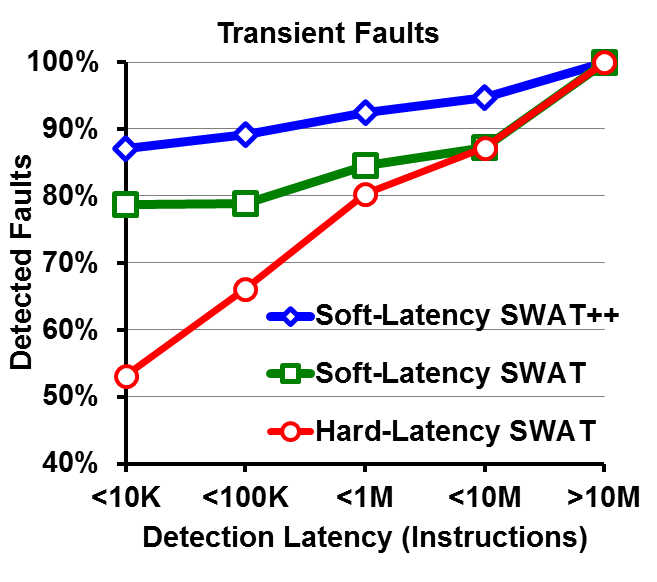 Transient Faults
100%
90%
80%
70%
60%
50%
40%
Detected Faults
Soft-Latency SWAT++
Soft-Latency SWAT
Hard-Latency SWAT
<10K <100K <1M <10M >10M
Detection Latency (Instructions)